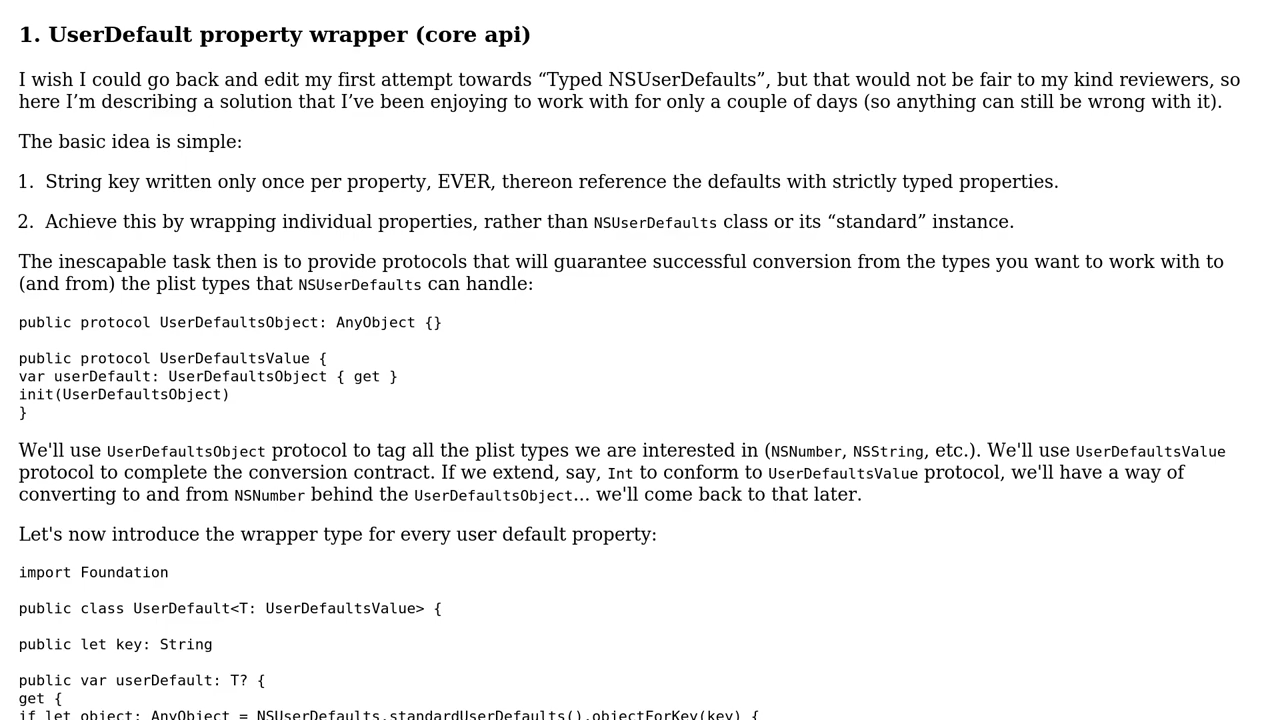 1. UserDefault property wrapper (core api)
I wish I could go back and edit my first attempt towards “Typed NSUserDefaults”, but that would not be fair to my kind reviewers, so
here I’m describing a solution that I’ve been enjoying to work with for only a couple of days (so anything can still be wrong with it).
The basic idea is simple:
1. String key written only once per property, EVER, thereon reference the defaults with strictly typed properties.
2. Achieve this by wrapping individual properties, rather than NSUserDefaults class or its “standard” instance.
The inescapable task then is to provide protocols that will guarantee successful conversion from the types you want to work with to
(and from) the plist types that NSUserDefaults can handle:
public protocol UserDefaultsObject: AnyObject {}
public protocol UserDefaultsValue {
var userDefault: UserDefaultsObject { get }
init(UserDefaultsObject)
}
We'll use UserDefaultsObject protocol to tag all the plist types we are interested in (NSNumber, NSString, etc.). We'll use UserDefaultsValue
protocol to complete the conversion contract. If we extend, say, Int to conform to UserDefaultsValue protocol, we'll have a way of
converting to and from NSNumber behind the UserDefaultsObject… we'll come back to that later.
Let's now introduce the wrapper type for every user default property:
import Foundation
public class UserDefault<T: UserDefaultsValue> {
public let key: String
public var userDefault: T? {
get {
if let object: AnyObject = NSUserDefaults.standardUserDefaults().objectForKey(key) {